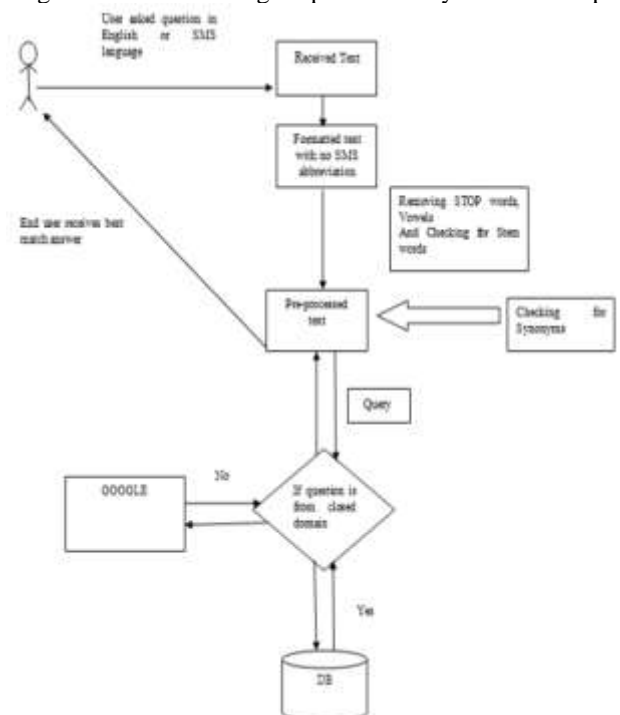 User asked question in
English or SMS
language
Received Text
Formatted text
with no SMS
abbreviation
Removing STOP words,
Vowels
And Checking for Stem
words
End user receives best
match answer
Pre-processed
text
Checking for
Synonyms
Query
No
GOOGLE
If question is
from closed
domain
Yes
DB